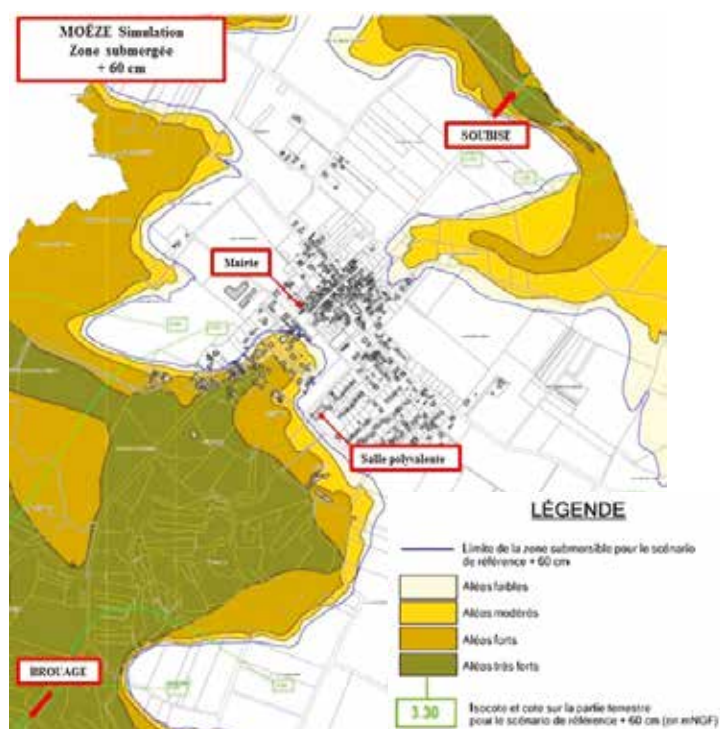 MOËZE Simulation
Zone submergée
+ 60 cm
SOUBISE
Mairie
Salle polyvalente
BROUAGE
LÉGENDE
Limite de la zone submersible pour le scénario
de référence + 60 cm
Aléas faibles
Aléas modérés
Aléas forts
Aléas très forts
3.30
Isocote et cote sur la partie terrestre
pour le scénario de référence + 60 cm (en mNGF)